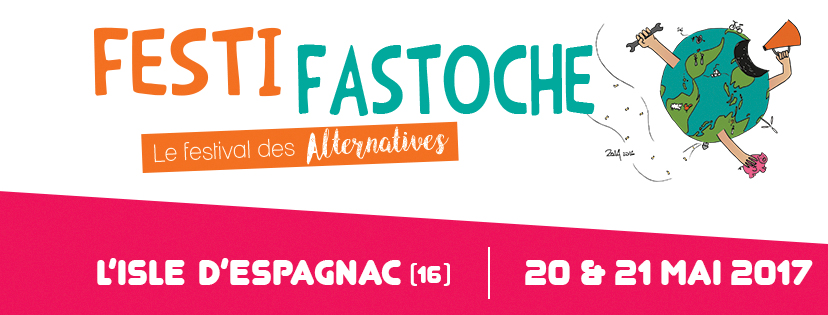 FESTI
FASTOCHE
Le festival des Alternatives
L'ISLE D'ESPAGNAC (16)
20 & 21 MAI 2017